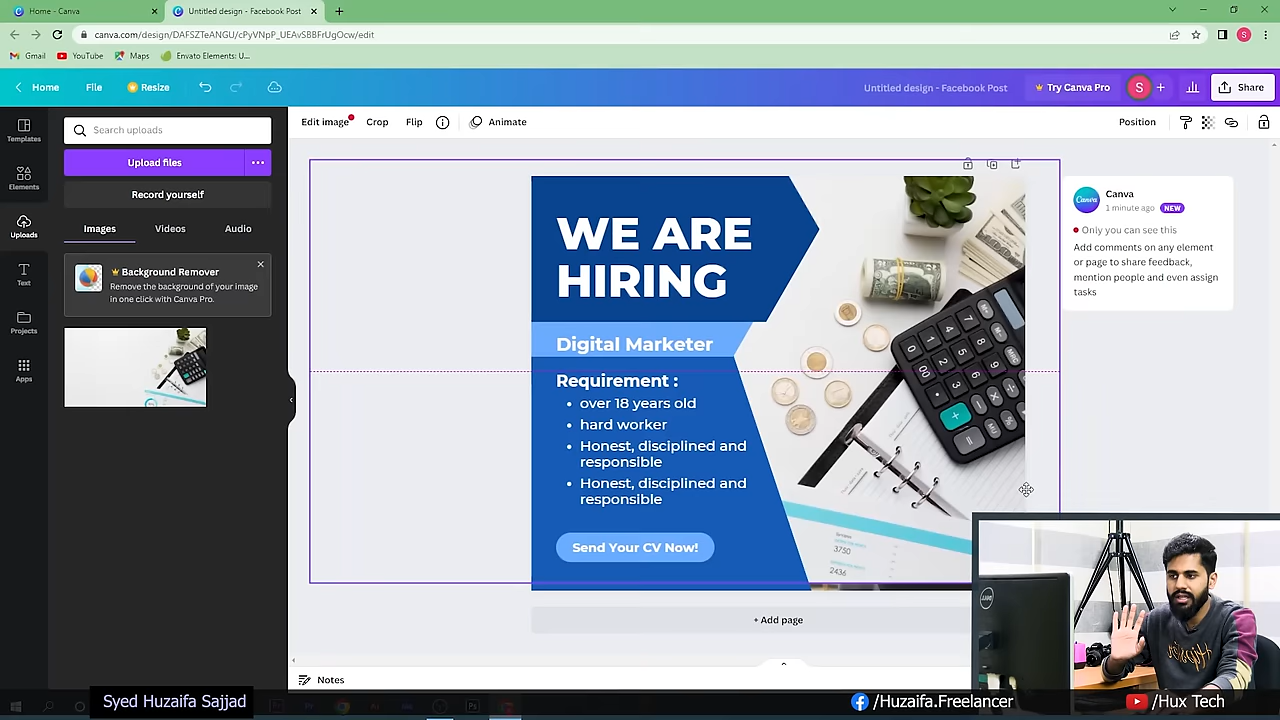 Home - Canva
Untitled design - Facebook Post
canva.com/design/DAFSZTeANGU/cPyVNpP_UEAvSBBFrUgOcw/edit
Gmail
YouTube
Maps
Envato Elements: U...
Home
File
Resize
Untitled design - Facebook Post
Try Canva Pro
S
Share
Templates
Elements
Uploads
Text
Projects
Apps
Search uploads
Upload files
Record yourself
Images
Videos
Audio
Background Remover
Remove the background of your image
in one click with Canva Pro.
Edit image
Crop
Flip
Animate
Position
WE ARE
HIRING
Digital Marketer
Requirement :
• over 18 years old
• hard worker
• Honest, disciplined and
responsible
• Honest, disciplined and
responsible
Send Your CV Now!
3750
2436
Canva
Canva
1 minute ago
NEW
Only you can see this
Add comments on any element
or page to share feedback,
mention people and even assign
tasks
+ Add page
Notes
DELL
Syed Huzaifa Sajjad
/Huzaifa.Freelancer
/Hux Tech